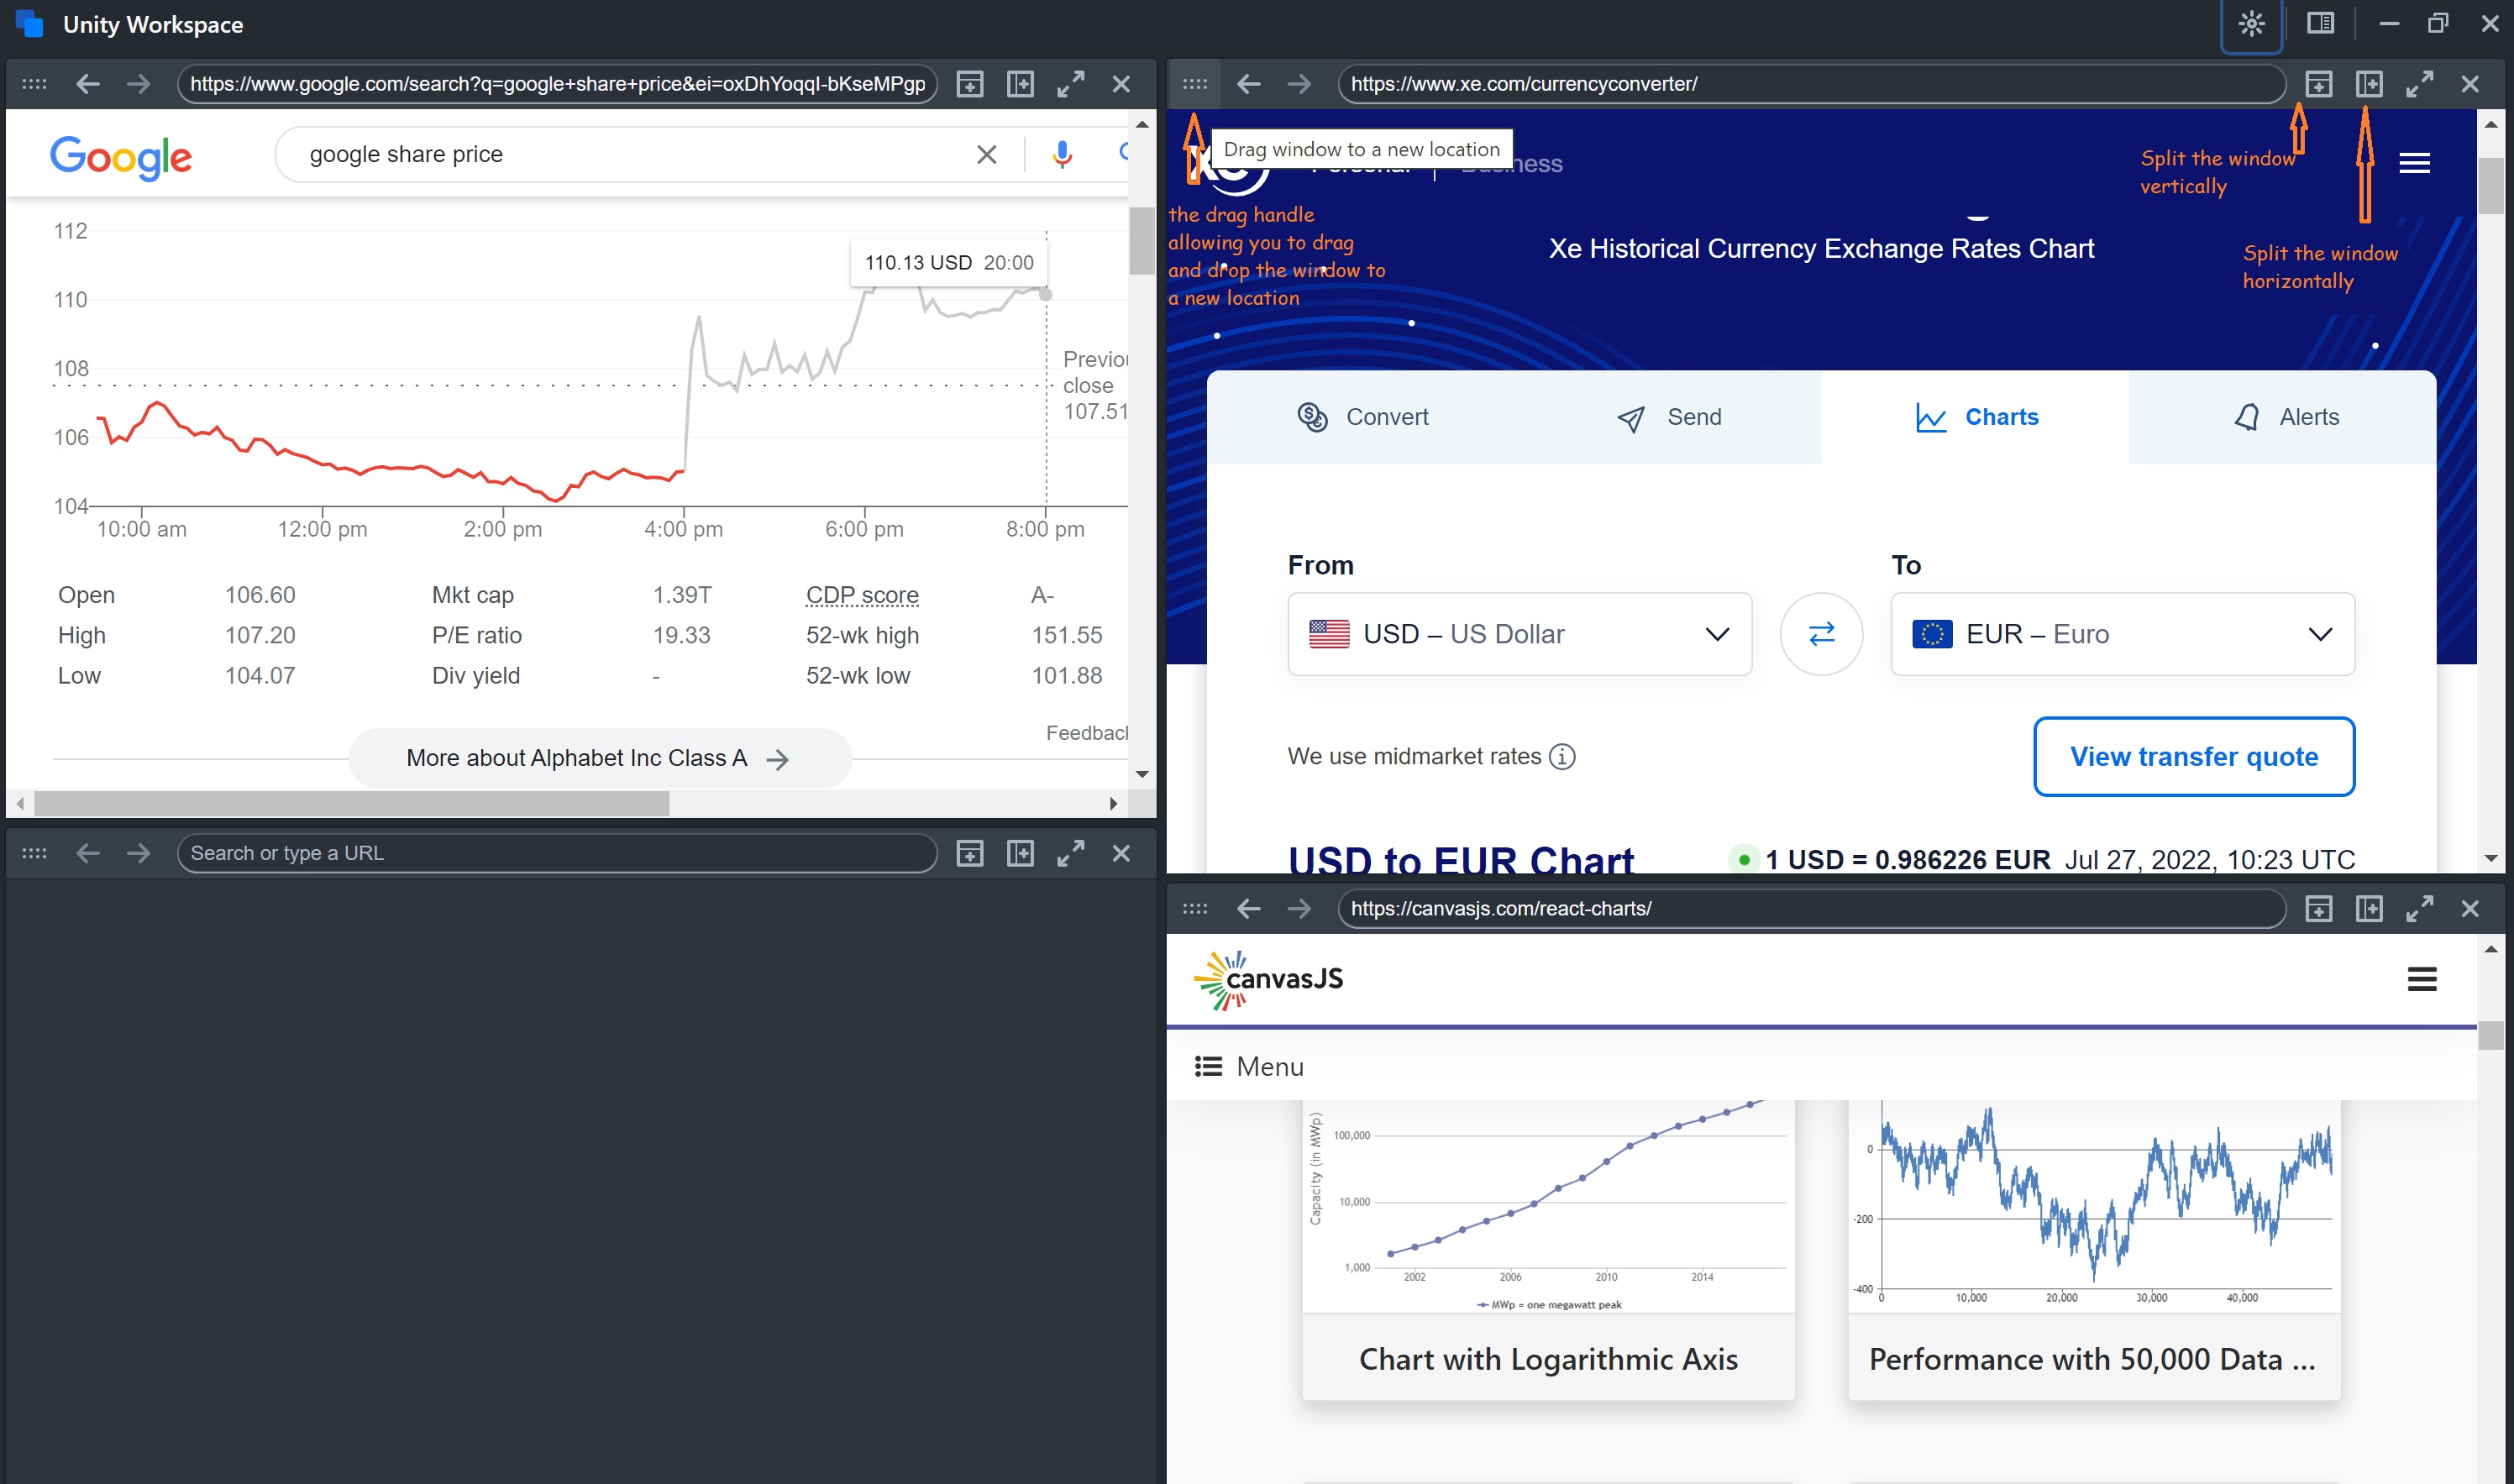 Unity Workspace
https://www.google.com/search?q=google+share+price&ei=oxDhYoqqI-bKseMPgp
Google
google share price
112
110
108
106
104
110.13 USD 20:00
Previou
close
107.51
10:00 am 12:00 pm 2:00 pm 4:00 pm 6:00 pm 8:00 pm
Open 106.60 Mkt cap 1.39T CDP score A-
High 107.20 P/E ratio 19.33 52-wk high 151.55
Low 104.07 Div yield - 52-wk low 101.88
Feedback
More about Alphabet Inc Class A
Search or type a URL
https://www.xe.com/currencyconverter/
Drag window to a new location
xe Personal Business
Split the window
vertically
the drag handle
allowing you to drag
and drop the window to
a new location
Xe Historical Currency Exchange Rates Chart
Split the window
horizontally
Convert Send Charts Alerts
From To
USD – US Dollar EUR – Euro
We use midmarket rates
View transfer quote
USD to EUR Chart 1 USD = 0.986226 EUR Jul 27, 2022, 10:23 UTC
https://canvasjs.com/react-charts/
canvasJS
Menu
Capacity (in MWp)
100,000
10,000
1,000
2002 2006 2010 2014
MWp = one megawatt peak
Chart with Logarithmic Axis
0
-200
-400
0 10,000 20,000 30,000 40,000
Performance with 50,000 Data ...